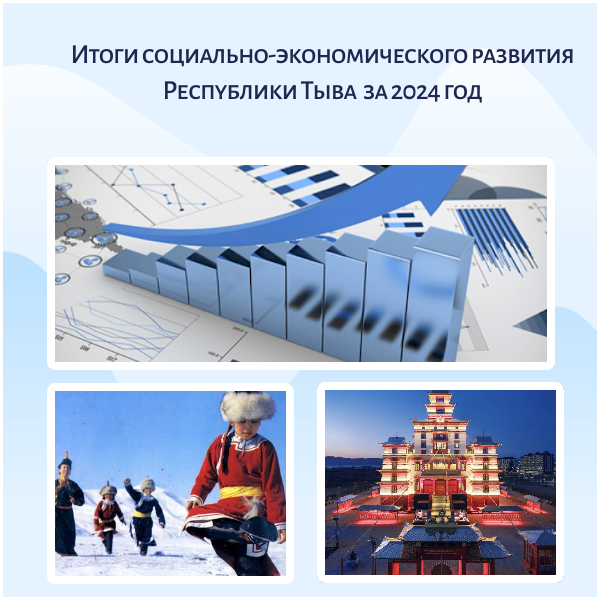 Итоги социально-экономического развития
Республики Тыва за 2024 год